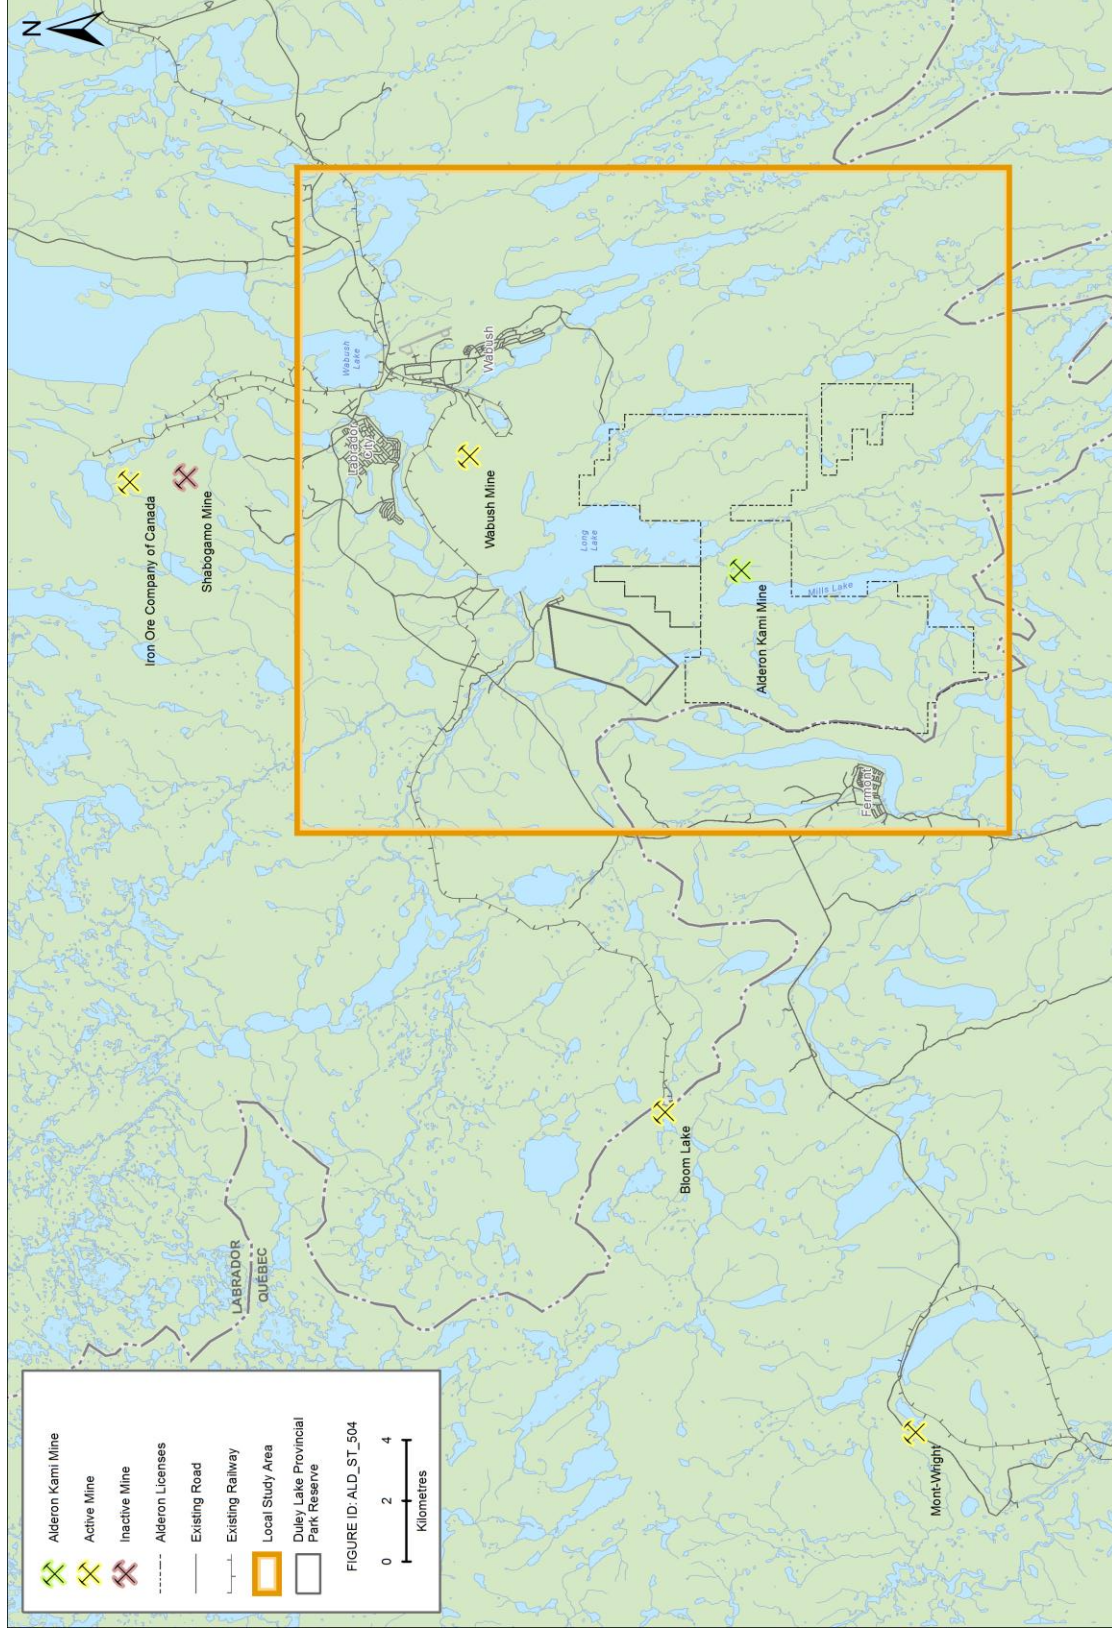 N
Alderon Kami Mine
Active Mine
Inactive Mine
Alderon Licenses
Existing Road
Existing Railway
Local Study Area
Duley Lake Provincial
Park Reserve
FIGURE ID: ALD_ST_504
0 2 4
Kilometres
LABRADOR
QUEBEC
Iron Ore Company of Canada
Shabogamo Mine
Wabush
Lake
Labrador
City
Wabush
Wabush Mine
Long
Lake
Mills Lake
Alderon Kami Mine
Fermont
Bloom Lake
Mont-Wright